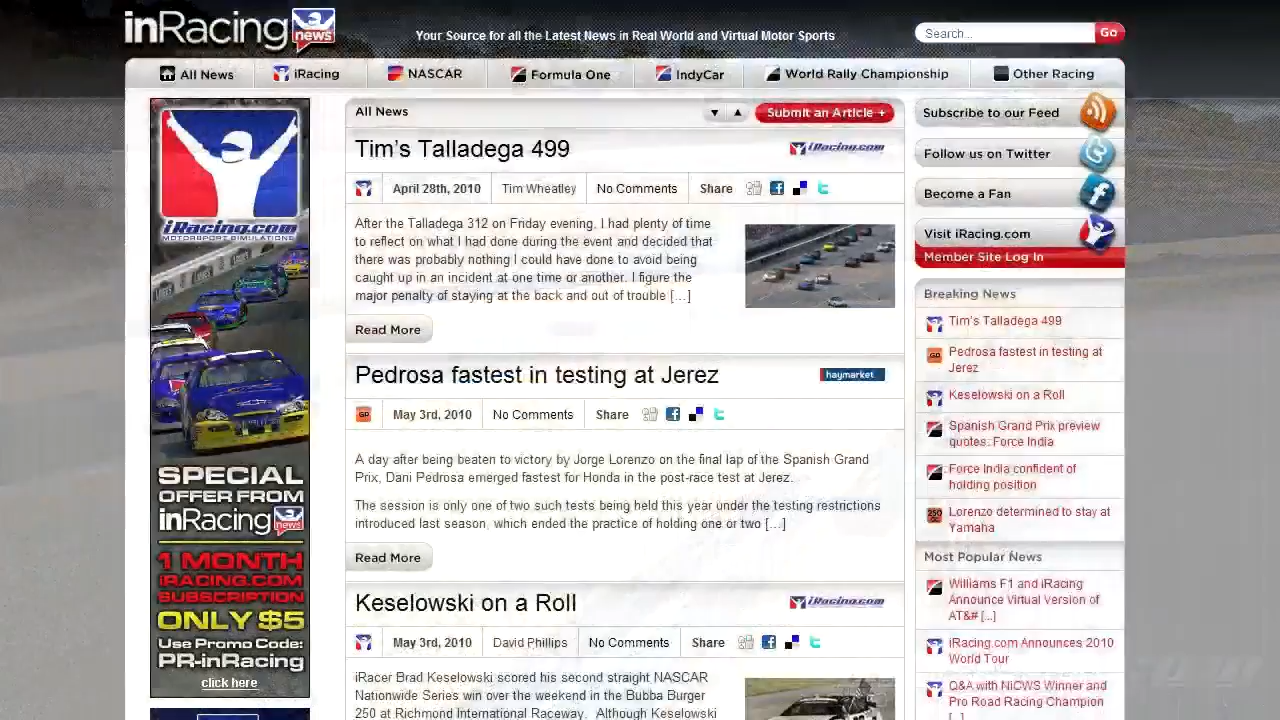 inRacing news
Your Source for all the Latest News in Real World and Virtual Motor Sports
Search...
Go
All News
iRacing
NASCAR
Formula One
IndyCar
World Rally Championship
Other Racing
iRacing.com
MOTORSPORT SIMULATIONS
SPECIAL
OFFER FROM
inRacing news
1 MONTH
iRACING.COM
SUBSCRIPTION
ONLY $5
Use Promo Code:
PR-inRacing
click here
All News
Submit an Article +
Tim's Talladega 499
iRacing.com
April 28th, 2010
Tim Wheatley
No Comments
Share
After the Talladega 312 on Friday evening, I had plenty of time
to reflect on what I had done during the event and decided that
there was probably nothing I could have done to avoid being
caught up in an incident at one time or another. I figure the
major penalty of staying at the back and out of trouble [...]
Read More
Pedrosa fastest in testing at Jerez
haymarket
GP
May 3rd, 2010
No Comments
Share
A day after being beaten to victory by Jorge Lorenzo on the final lap of the Spanish Grand
Prix, Dani Pedrosa emerged fastest for Honda in the post-race test at Jerez.
The session is only one of two such tests being held this year under the testing restrictions
introduced last season, which ended the practice of holding regular two [...]
Read More
Keselowski on a Roll
iRacing.com
May 3rd, 2010
David Phillips
No Comments
Share
iRacer Brad Keselowski scored his second straight NASCAR
Nationwide Series win over the weekend in the Bubba Burger
250 at Richmond International Raceway. Although Keselowski
Subscribe to our Feed
Follow us on Twitter
Become a Fan
Visit iRacing.com
Member Site Log In
Breaking News
Tim's Talladega 499
GP
Pedrosa fastest in testing at
Jerez
Keselowski on a Roll
Spanish Grand Prix preview
quotes: Force India
Force India confident of
holding position
250
Lorenzo determined to stay at
Yamaha
Most Popular News
Williams F1 and iRacing
Announce Virtual Version of
AT&# [...]
iRacing.com Announces 2010
World Tour
Q&A with NiCWS Winner and
Pro Road Racing Champion
[...]